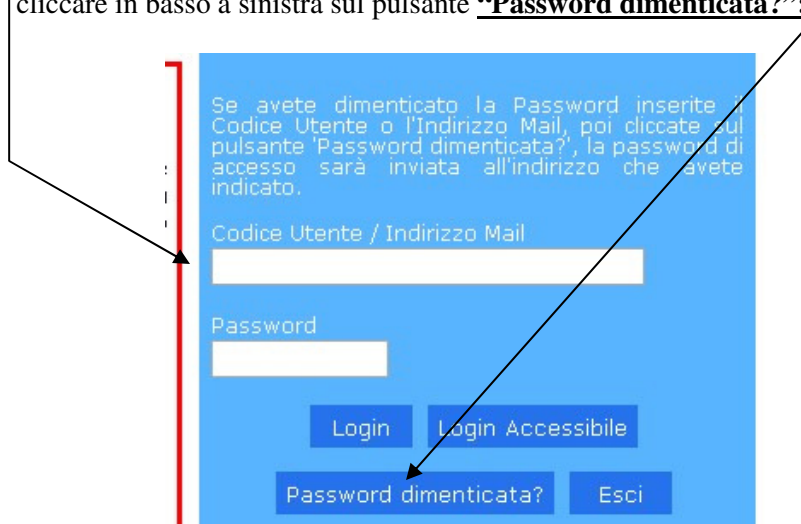 cliccare in basso a sinistra sul pulsante “Password dimenticata?”:
Se avete dimenticato la Password inserite il
Codice Utente o l'Indirizzo Mail, poi cliccate sul
pulsante 'Password dimenticata?', la password di
accesso sarà inviata all'indirizzo che avete
indicato.
Codice Utente / Indirizzo Mail
Password
Login Login Accessibile
Password dimenticata? Esci